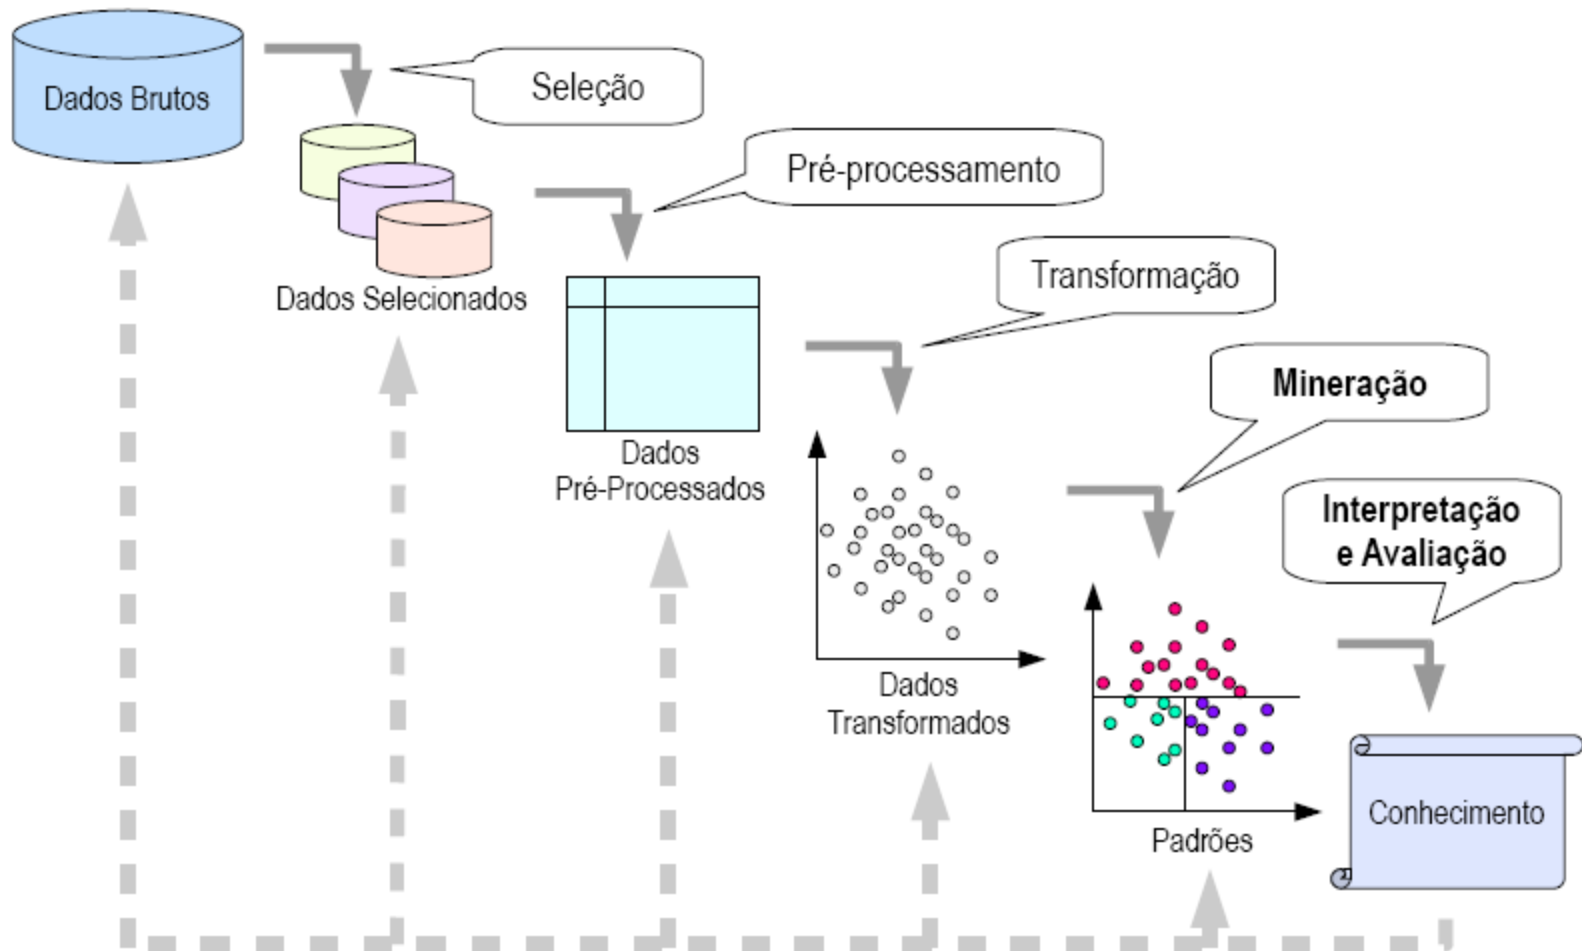 Dados Brutos
Seleção
Dados Selecionados
Pré-processamento
Dados
Pré-Processados
Transformação
Dados
Transformados
Mineração
Padrões
Interpretação
e Avaliação
Conhecimento